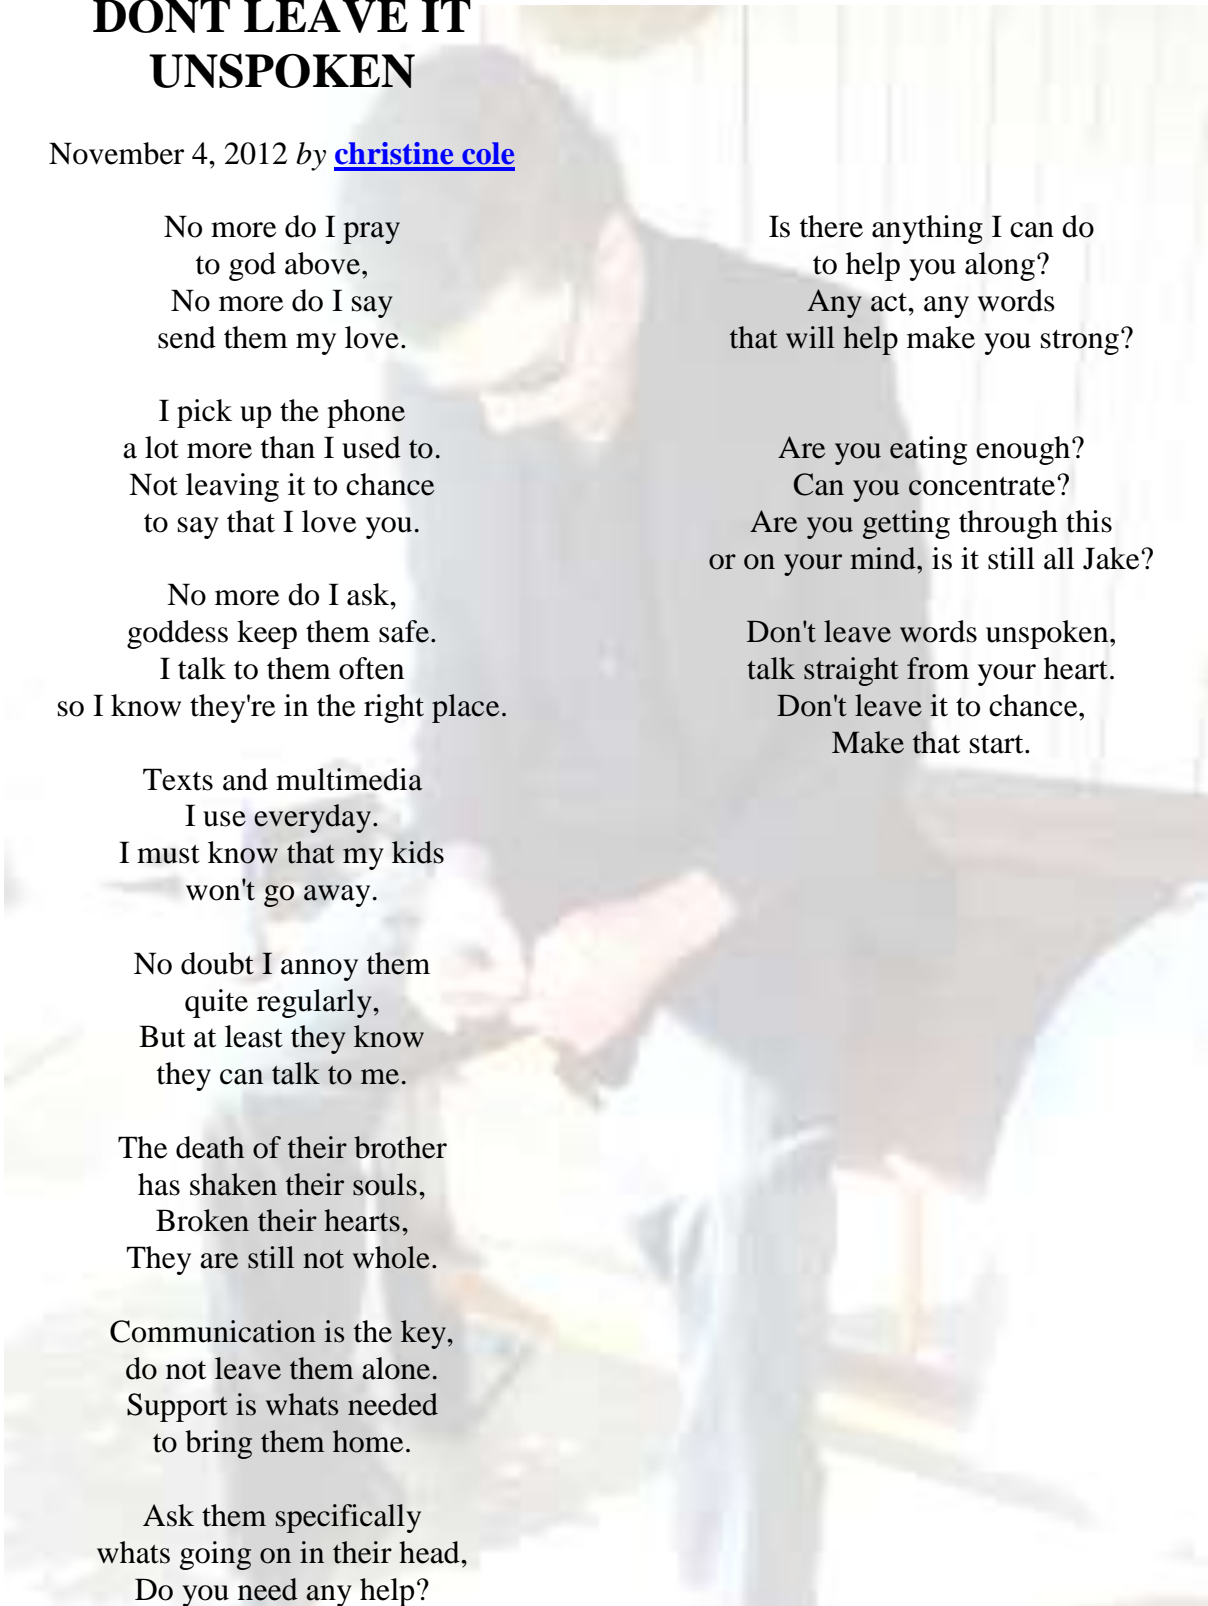 DONT LEAVE IT
UNSPOKEN
November 4, 2012 by christine cole
No more do I pray
to god above,
No more do I say
send them my love.
I pick up the phone
a lot more than I used to.
Not leaving it to chance
to say that I love you.
No more do I ask,
goddess keep them safe.
I talk to them often
so I know they're in the right place.
Texts and multimedia
I use everyday.
I must know that my kids
won't go away.
No doubt I annoy them
quite regularly,
But at least they know
they can talk to me.
The death of their brother
has shaken their souls,
Broken their hearts,
They are still not whole.
Communication is the key,
do not leave them alone.
Support is whats needed
to bring them home.
Ask them specifically
whats going on in their head,
Do you need any help?
Is there anything I can do
to help you along?
Any act, any words
that will help make you strong?
Are you eating enough?
Can you concentrate?
Are you getting through this
or on your mind, is it still all Jake?
Don't leave words unspoken,
talk straight from your heart.
Don't leave it to chance,
Make that start.